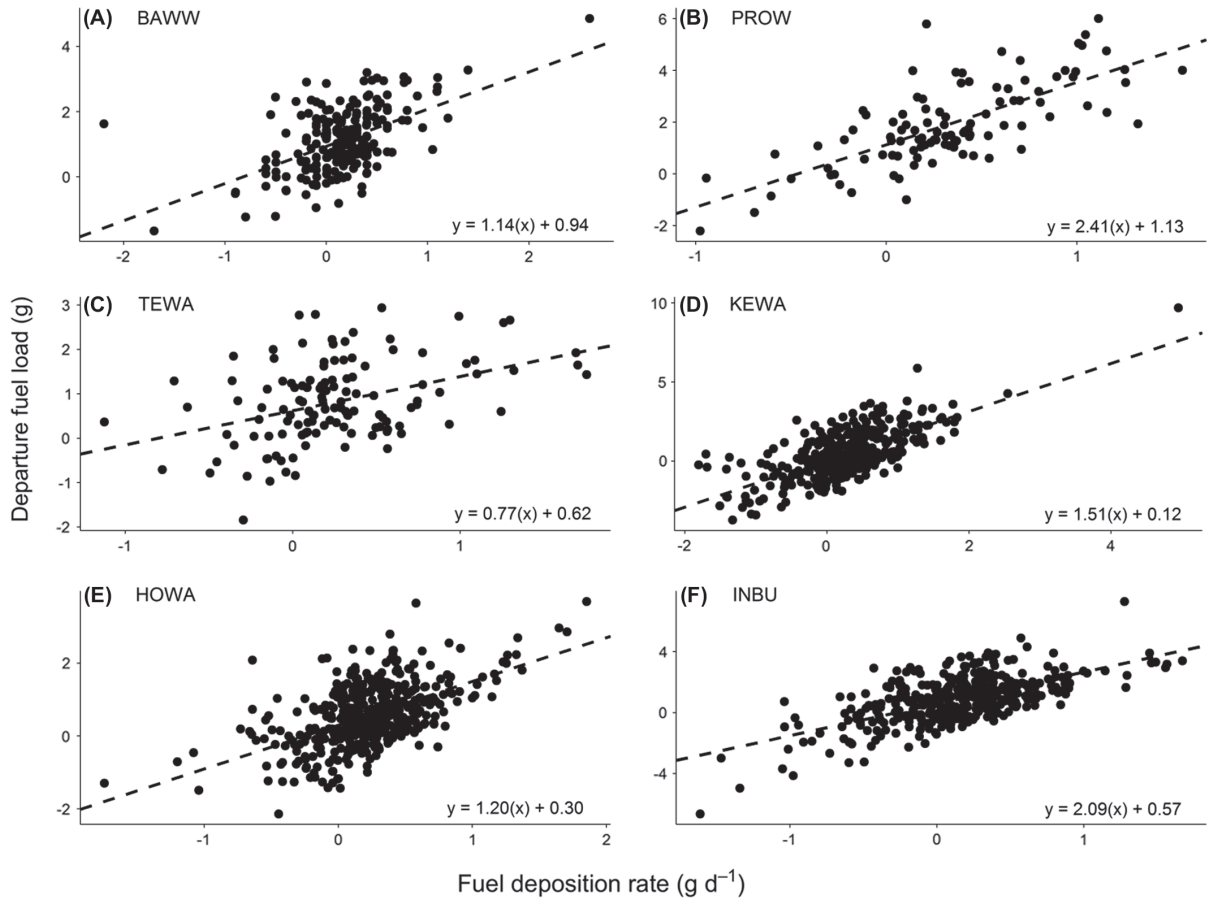 (A) BAWW
4
2
0
y = 1.14(x) + 0.94
-2 -1 0 1 2
(B) PROW
6
4
2
0
-2
y = 2.41(x) + 1.13
-1 0 1
(C) TEWA
3
2
1
0
-1
-2
y = 0.77(x) + 0.62
-1 0 1
(D) KEWA
10
5
0
y = 1.51(x) + 0.12
-2 0 2 4
(E) HOWA
2
0
-2
y = 1.20(x) + 0.30
-1 0 1 2
(F) INBU
4
0
-4
y = 2.09(x) + 0.57
-1 0 1
Departure fuel load (g)
Fuel deposition rate (g d⁻¹)